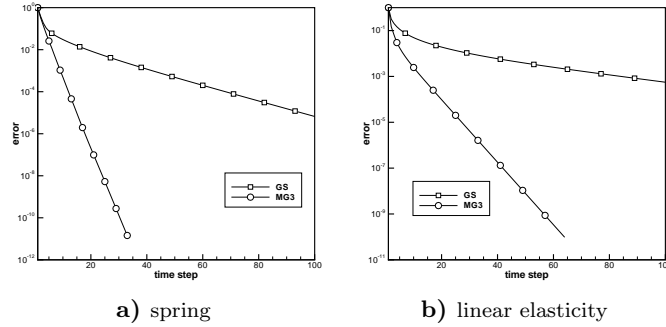 error
10^0
10^-2
10^-4
10^-6
10^-8
10^-10
10^-12
20 40 60 80 100
time step
GS
MG3
a) spring
error
10^-1
10^-3
10^-5
10^-7
10^-9
10^-11
20 40 60 80 100
time step
GS
MG3
b) linear elasticity